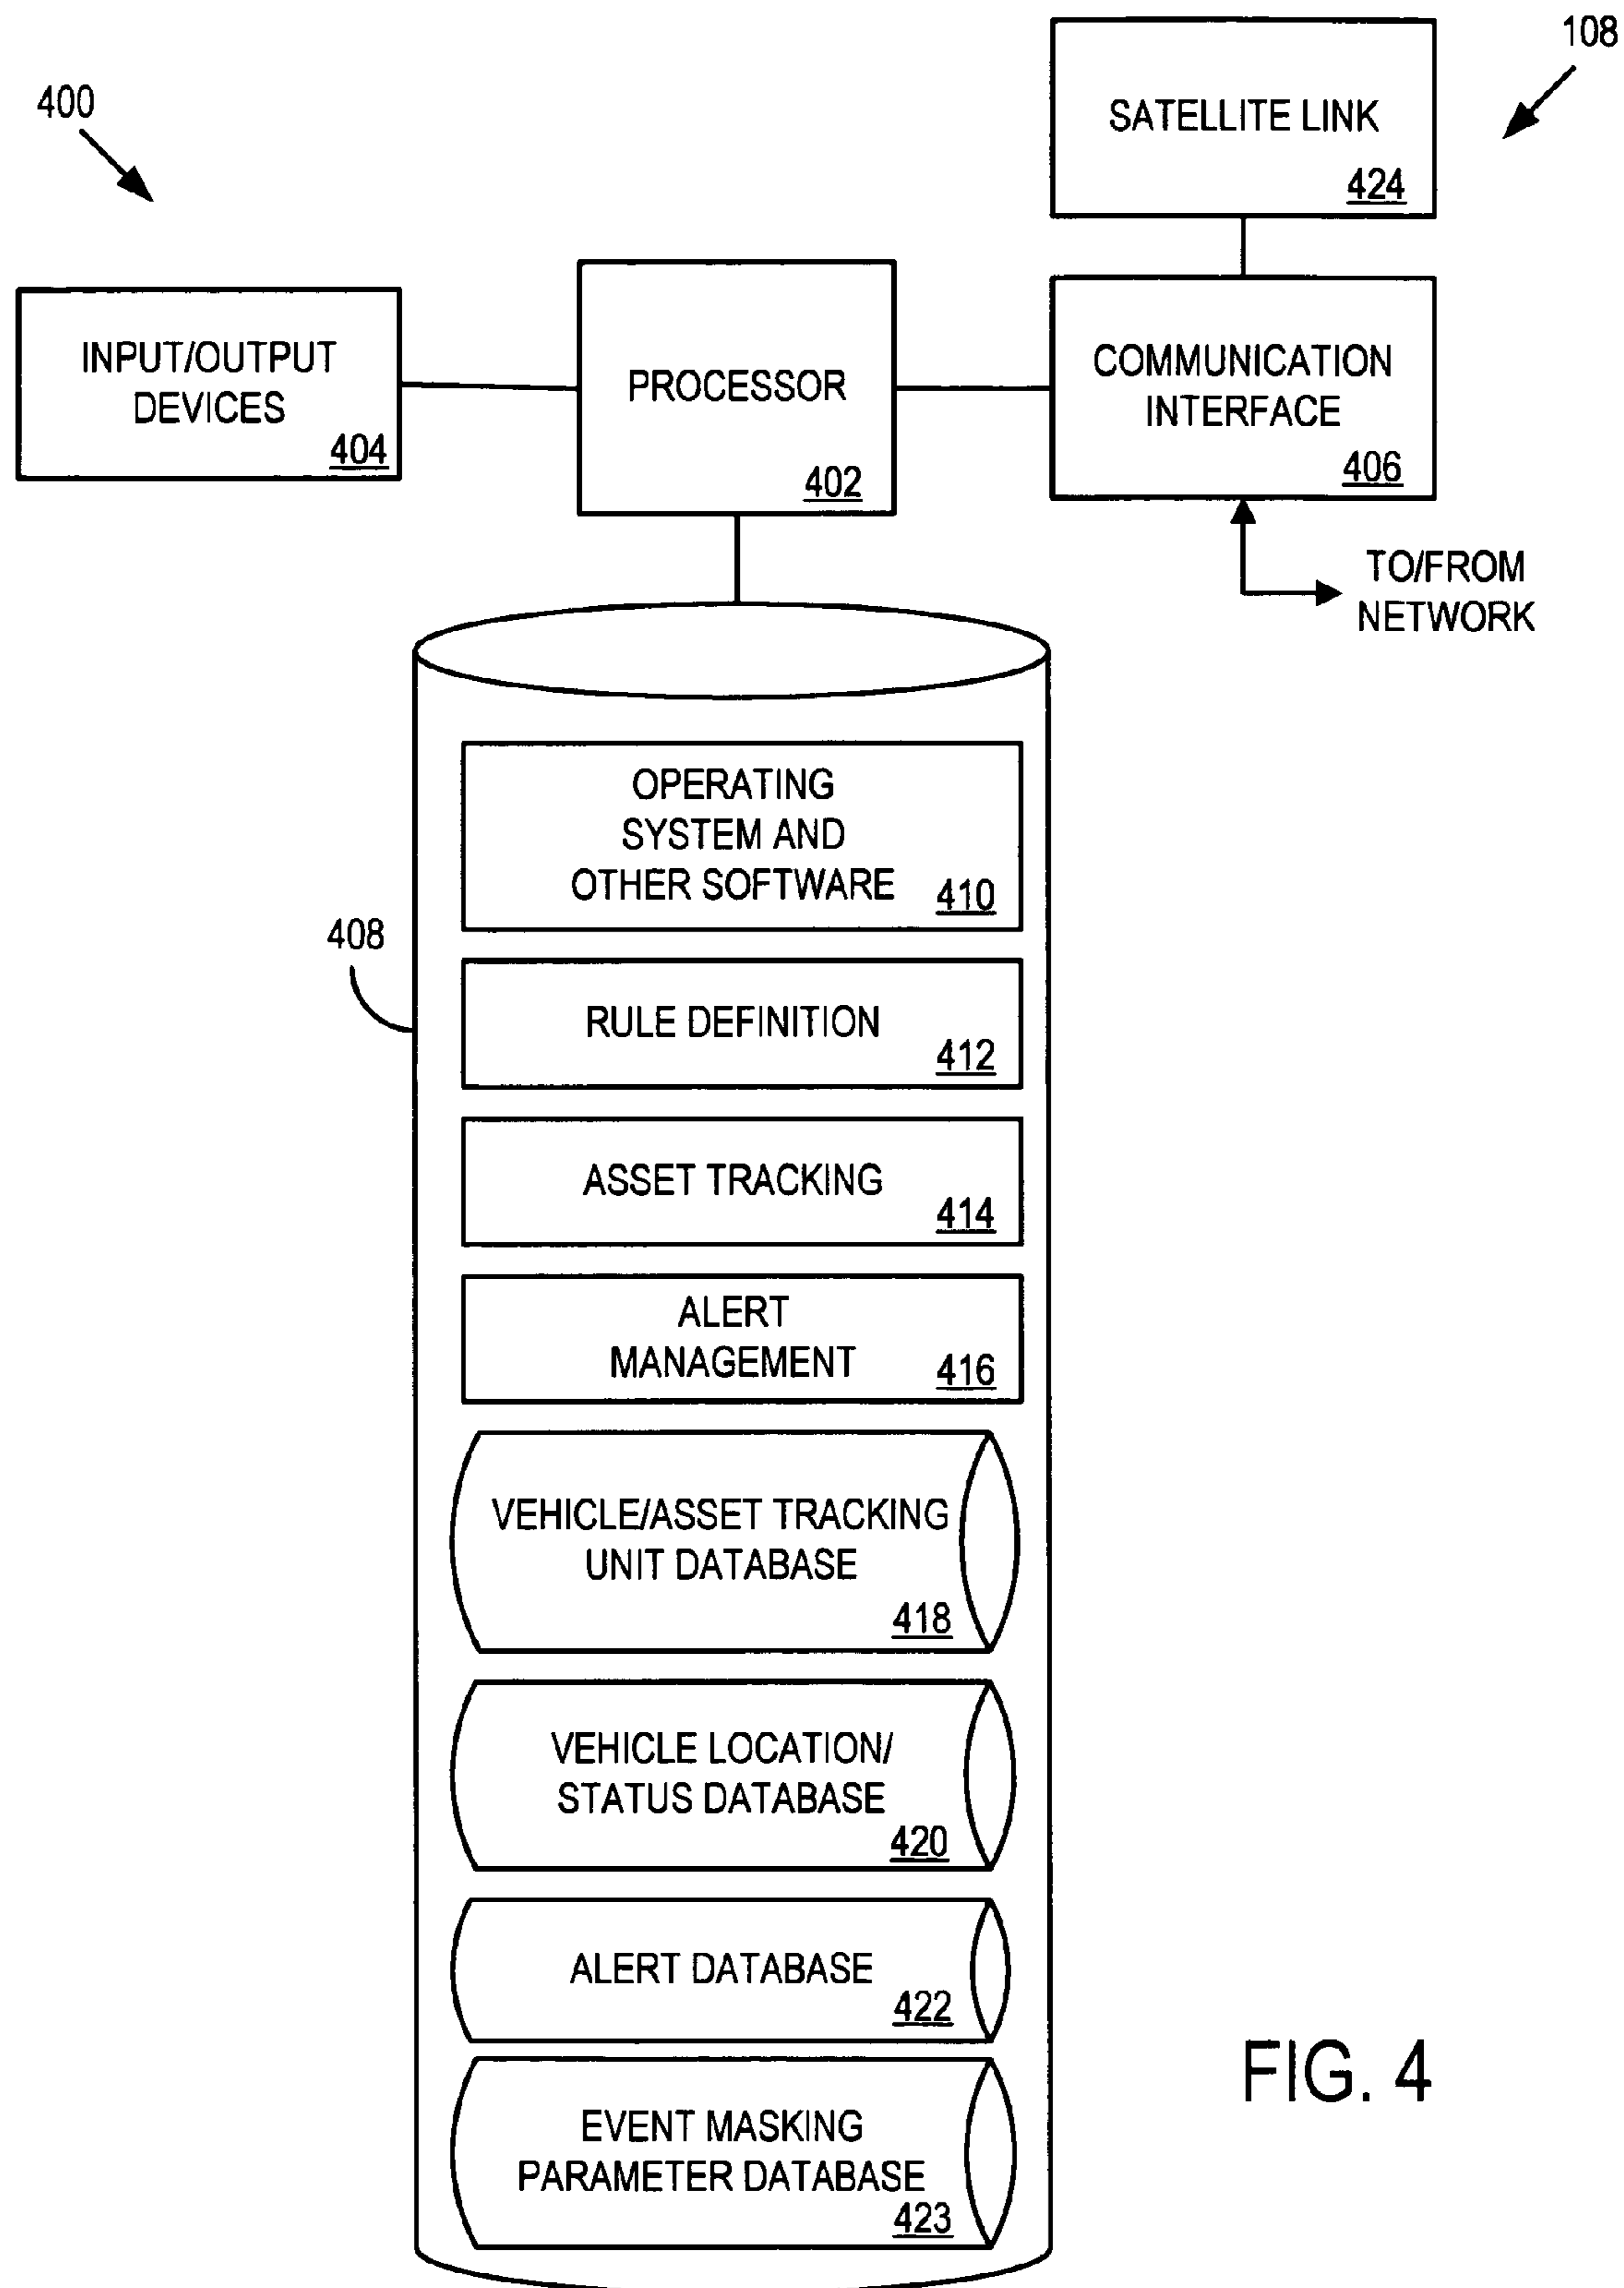 108
400
SATELLITE LINK
424
INPUT/OUTPUT
DEVICES
404
PROCESSOR
402
COMMUNICATION
INTERFACE
406
TO/FROM
NETWORK
OPERATING
SYSTEM AND
OTHER SOFTWARE
410
408
RULE DEFINITION
412
ASSET TRACKING
414
ALERT
MANAGEMENT
416
VEHICLE/ASSET TRACKING
UNIT DATABASE
418
VEHICLE LOCATION/
STATUS DATABASE
420
ALERT DATABASE
422
EVENT MASKING
PARAMETER DATABASE
423
FIG. 4